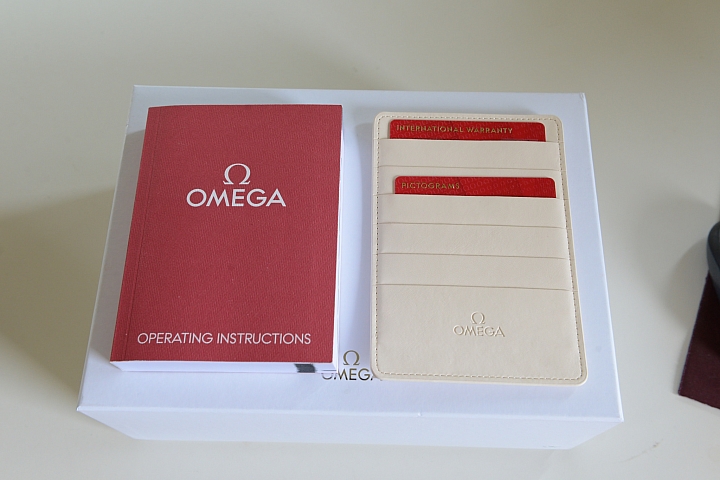 Ω
OMEGA
OPERATING INSTRUCTIONS
INTERNATIONAL WARRANTY
PICTOGRAMS
Ω
OMEGA
Ω
OMEGA